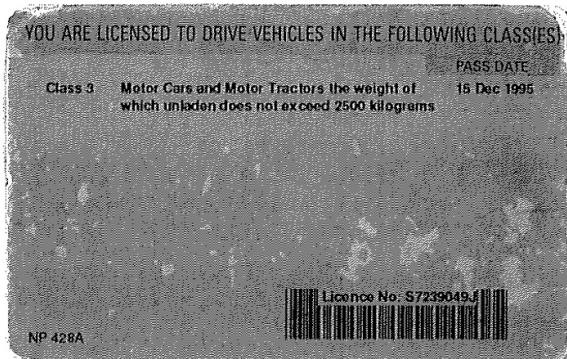 YOU ARE LICENSED TO DRIVE VEHICLES IN THE FOLLOWING CLASS(ES)
PASS DATE
Class 3 Motor Cars and Motor Tractors the weight of 15 Dec 1995
which unladen does not exceed 2500 kilograms
Licence No: S7239049J
NP 428A